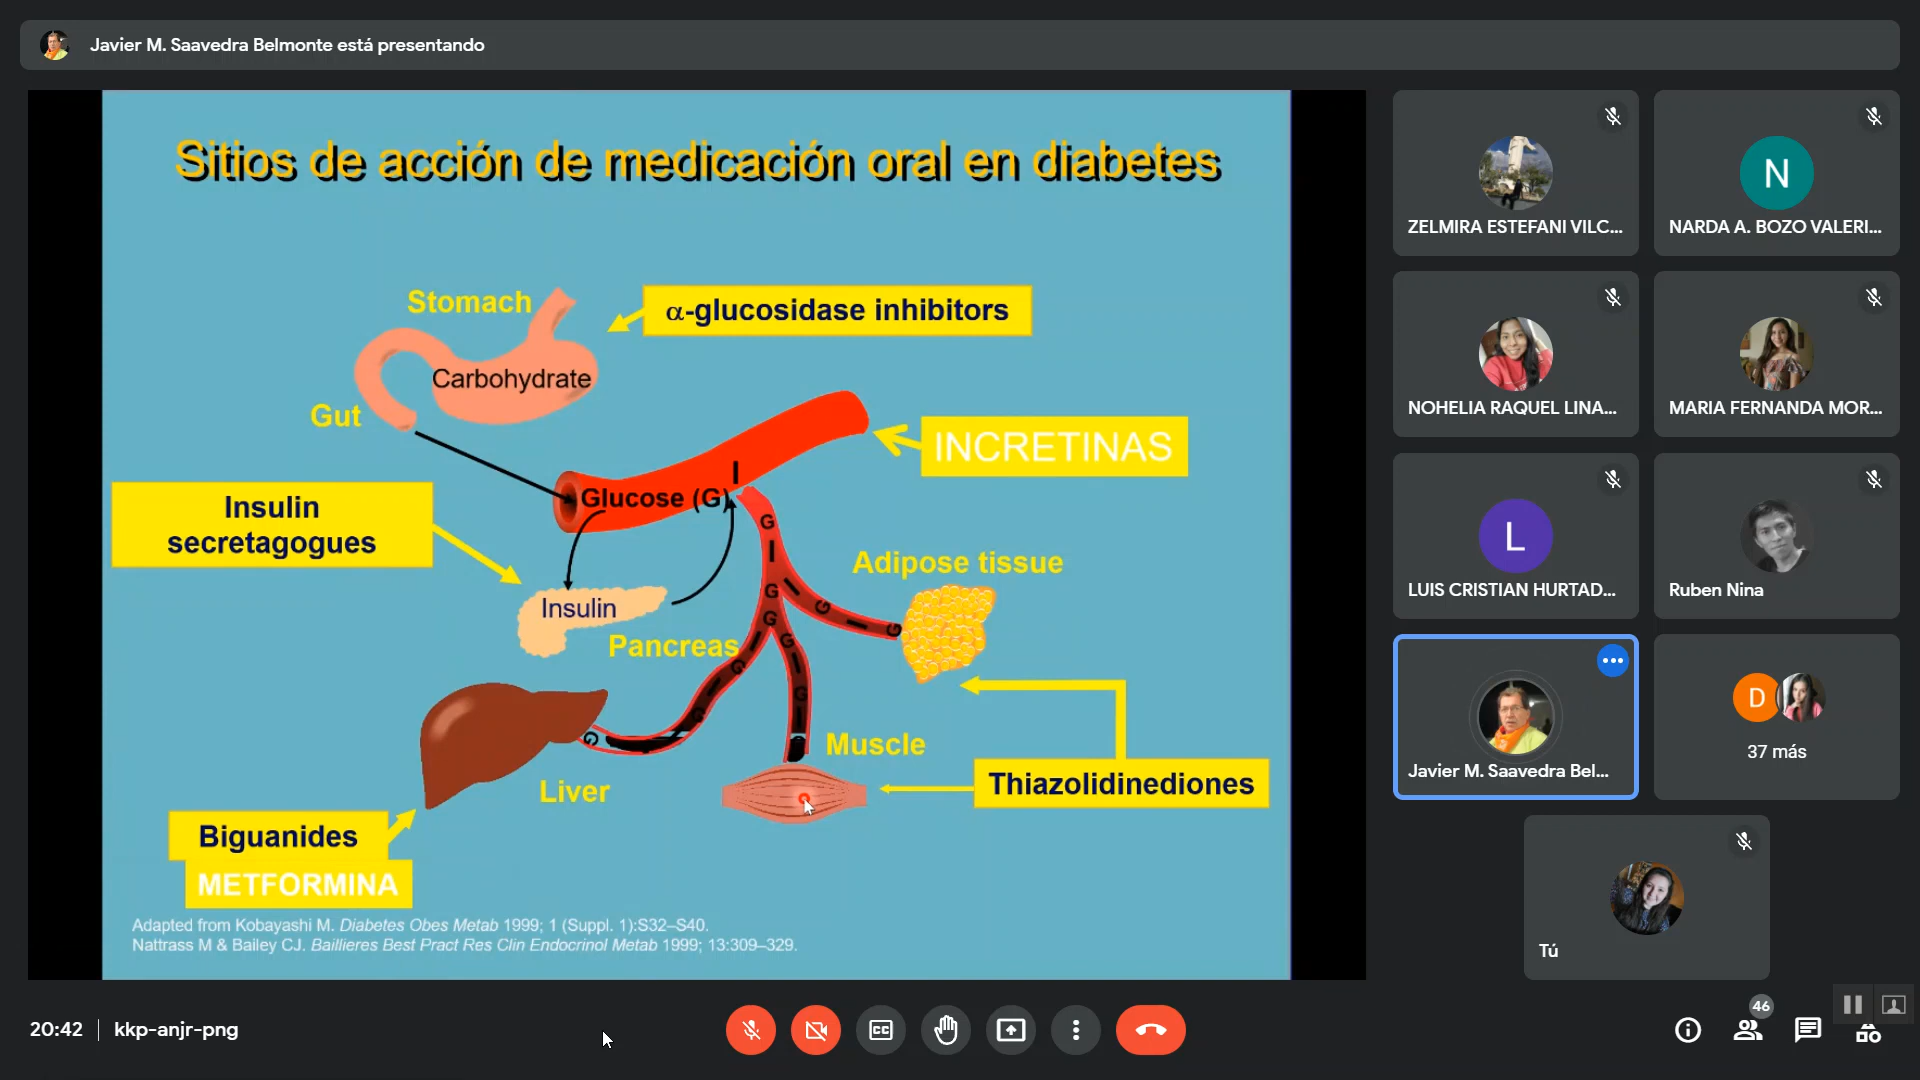 Javier M. Saavedra Belmonte está presentando
Sitios de acción de medicación oral en diabetes
Stomach
α-glucosidase inhibitors
Carbohydrate
Gut
INCRETINAS
I
Glucose (G)
Insulin
secretagogues
G
I
Adipose tissue
G
I
G
I
G
G
Insulin
G
Pancreas
I
I
G
G
I
G
I
G
Muscle
Thiazolidinediones
Liver
Biguanides
METFORMINA
Adapted from Kobayashi M. Diabetes Obes Metab 1999; 1 (Suppl. 1):S32–S40.
Nattrass M & Bailey CJ. Baillieres Best Pract Res Clin Endocrinol Metab 1999; 13:309–329.
ZELMIRA ESTEFANI VILC...
N
NARDA A. BOZO VALERI...
NOHELIA RAQUEL LINA...
MARIA FERNANDA MOR...
L
LUIS CRISTIAN HURTAD...
Ruben Nina
Javier M. Saavedra Bel...
D
37 más
Tú
20:42
kkp-anjr-png
CC
46